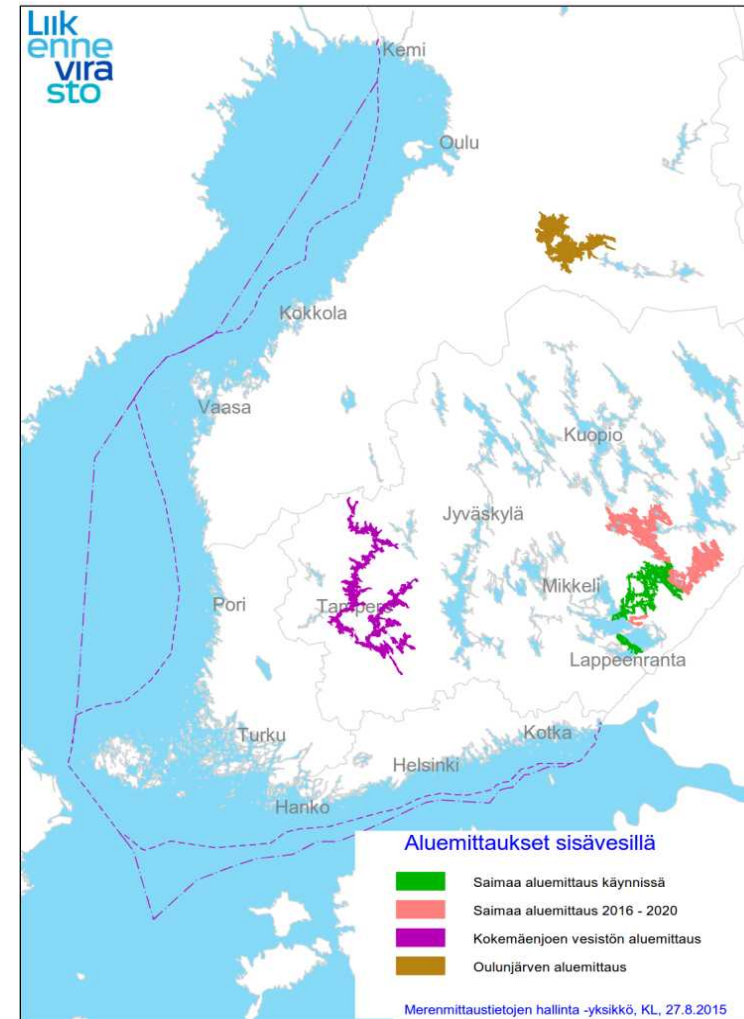 Liik
enne
vira
sto
Kemi
Oulu
Kokkola
Vaasa
Kuopio
Jyväskylä
Mikkeli
Pori
Tampere
Lappeenranta
Turku
Kotka
Helsinki
Hanko
Aluemittaukset sisävesillä
Saimaa aluemittaus käynnissä
Saimaa aluemittaus 2016 - 2020
Kokemäenjoen vesistön aluemittaus
Oulunjärven aluemittaus
Merenmittaustietojen hallinta -yksikkö, KL, 27.8.2015